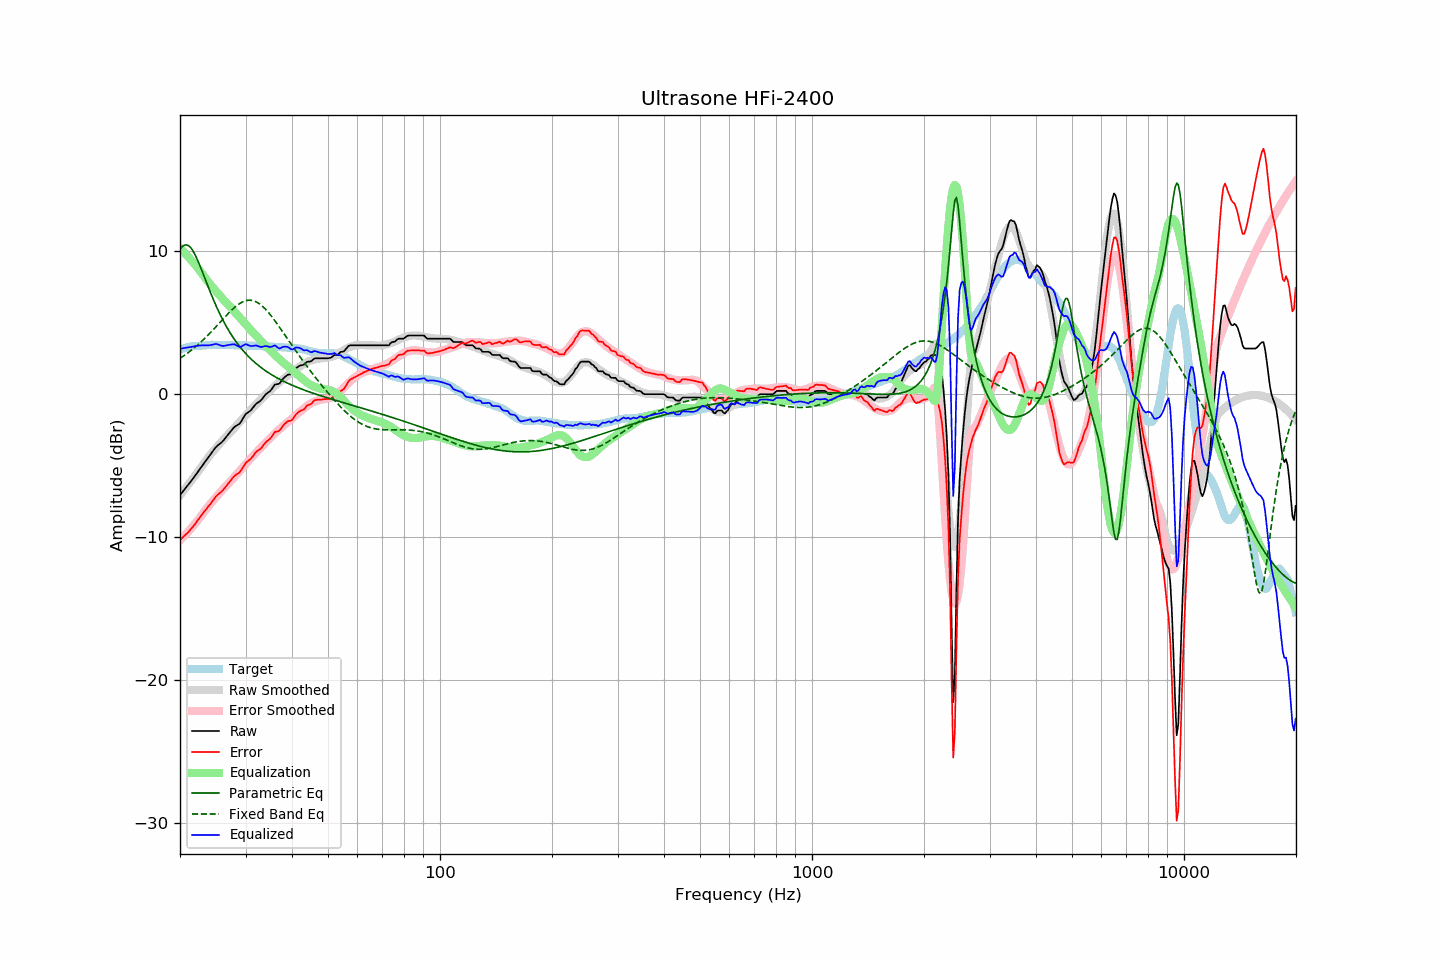 Ultrasone HFi-2400
10
0
−10
−20
−30
Amplitude (dBr)
Target
Raw Smoothed
Error Smoothed
Raw
Error
Equalization
Parametric Eq
Fixed Band Eq
Equalized
100
1000
10000
Frequency (Hz)